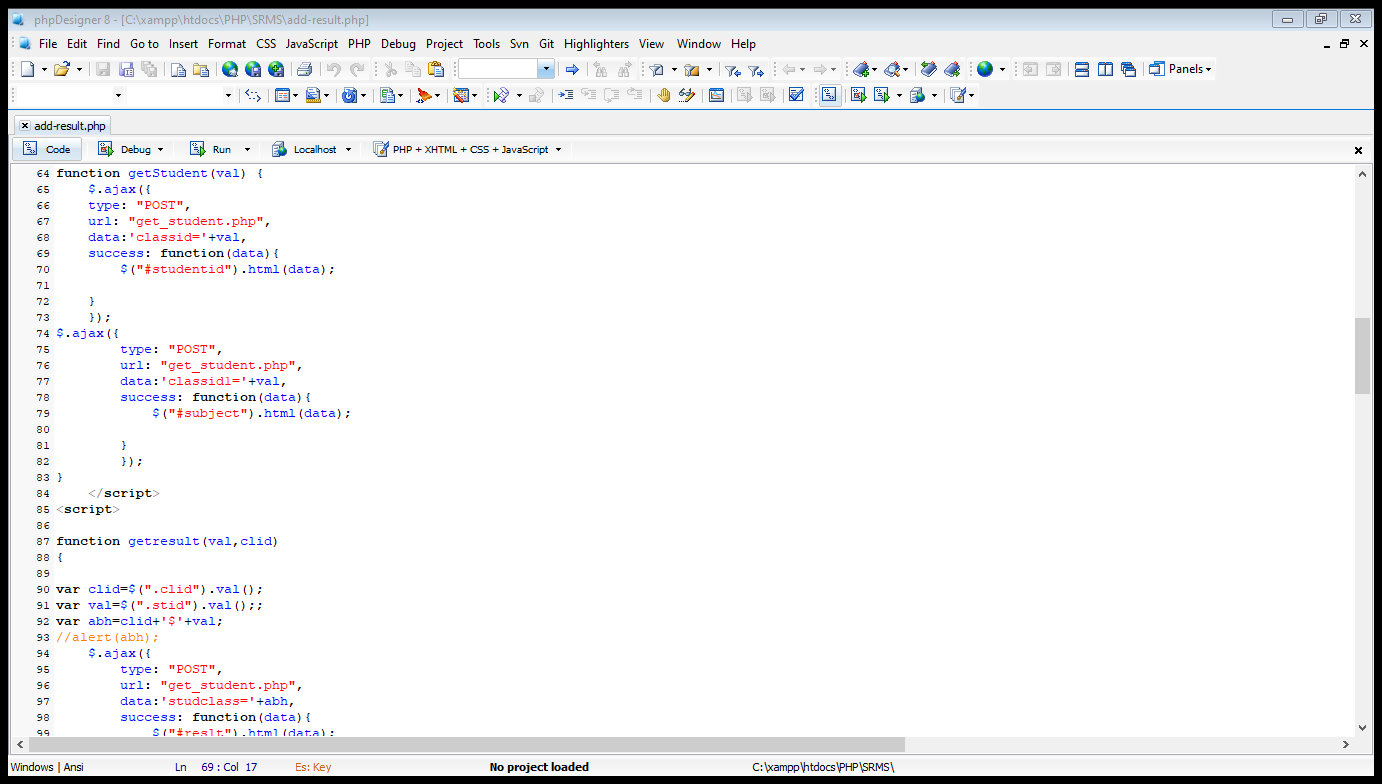 phpDesigner 8 - [C:\xampp\htdocs\PHP\SRMS\add-result.php]
File Edit Find Go to Insert Format CSS JavaScript PHP Debug Project Tools Svn Git Highlighters View Window Help
Panels
add-result.php
Code Debug Run Localhost PHP + XHTML + CSS + JavaScript
64 function getStudent(val) {
65     $.ajax({
66     type: "POST",
67     url: "get_student.php",
68     data:'classid='+val,
69     success: function(data){
70         $("#studentid").html(data);
71
72     }
73     });
74 $.ajax({
75         type: "POST",
76         url: "get_student.php",
77         data:'classid1='+val,
78         success: function(data){
79             $("#subject").html(data);
80
81         }
82         });
83 }
84     </script>
85 <script>
86
87 function getresult(val,clid)
88 {
89
90 var clid=$(".clid").val();
91 var val=$(".stid").val();;
92 var abh=clid+'$'+val;
93 //alert(abh);
94     $.ajax({
95         type: "POST",
96         url: "get_student.php",
97         data:'studclass='+abh,
98         success: function(data){
99             $("#reslt").html(data);
Windows | Ansi Ln 69 : Col 17 Es: Key No project loaded C:\xampp\htdocs\PHP\SRMS\